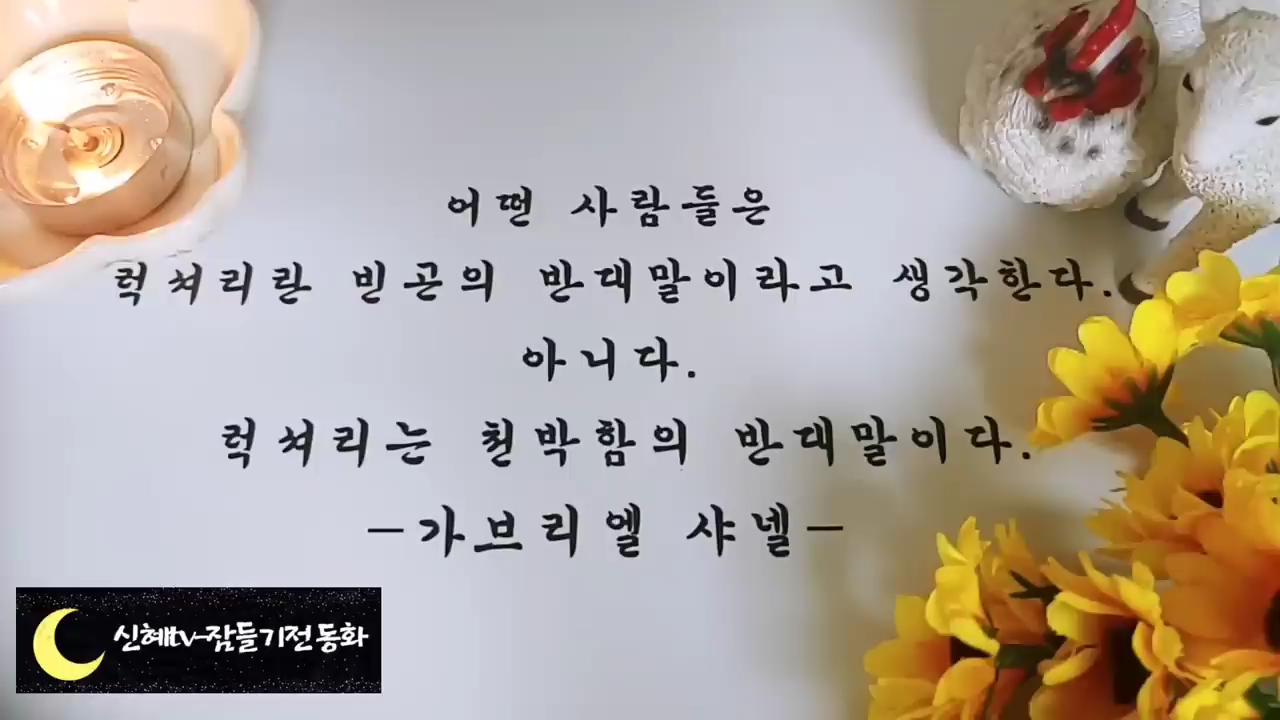 어떤 사람들은
럭셔리란 빈곤의 반대말이라고 생각한다.
아니다.
럭셔리는 천박함의 반대말이다.
-가브리엘 샤넬-
신혜tv-잠들기전 동화